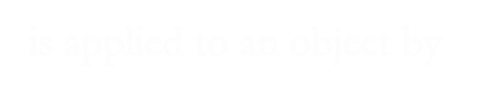 is applied to an object by